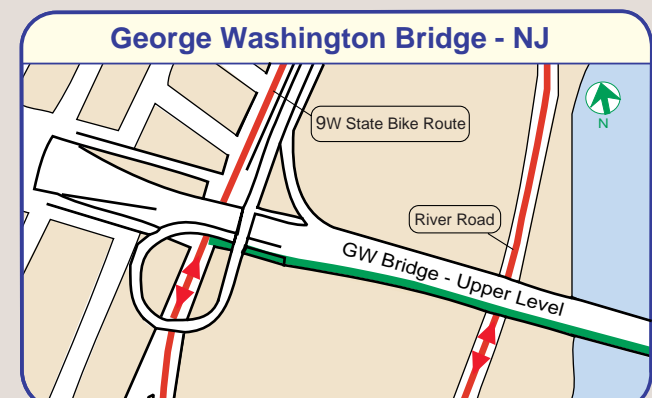 George Washington Bridge - NJ
9W State Bike Route
N
River Road
GW Bridge - Upper Level